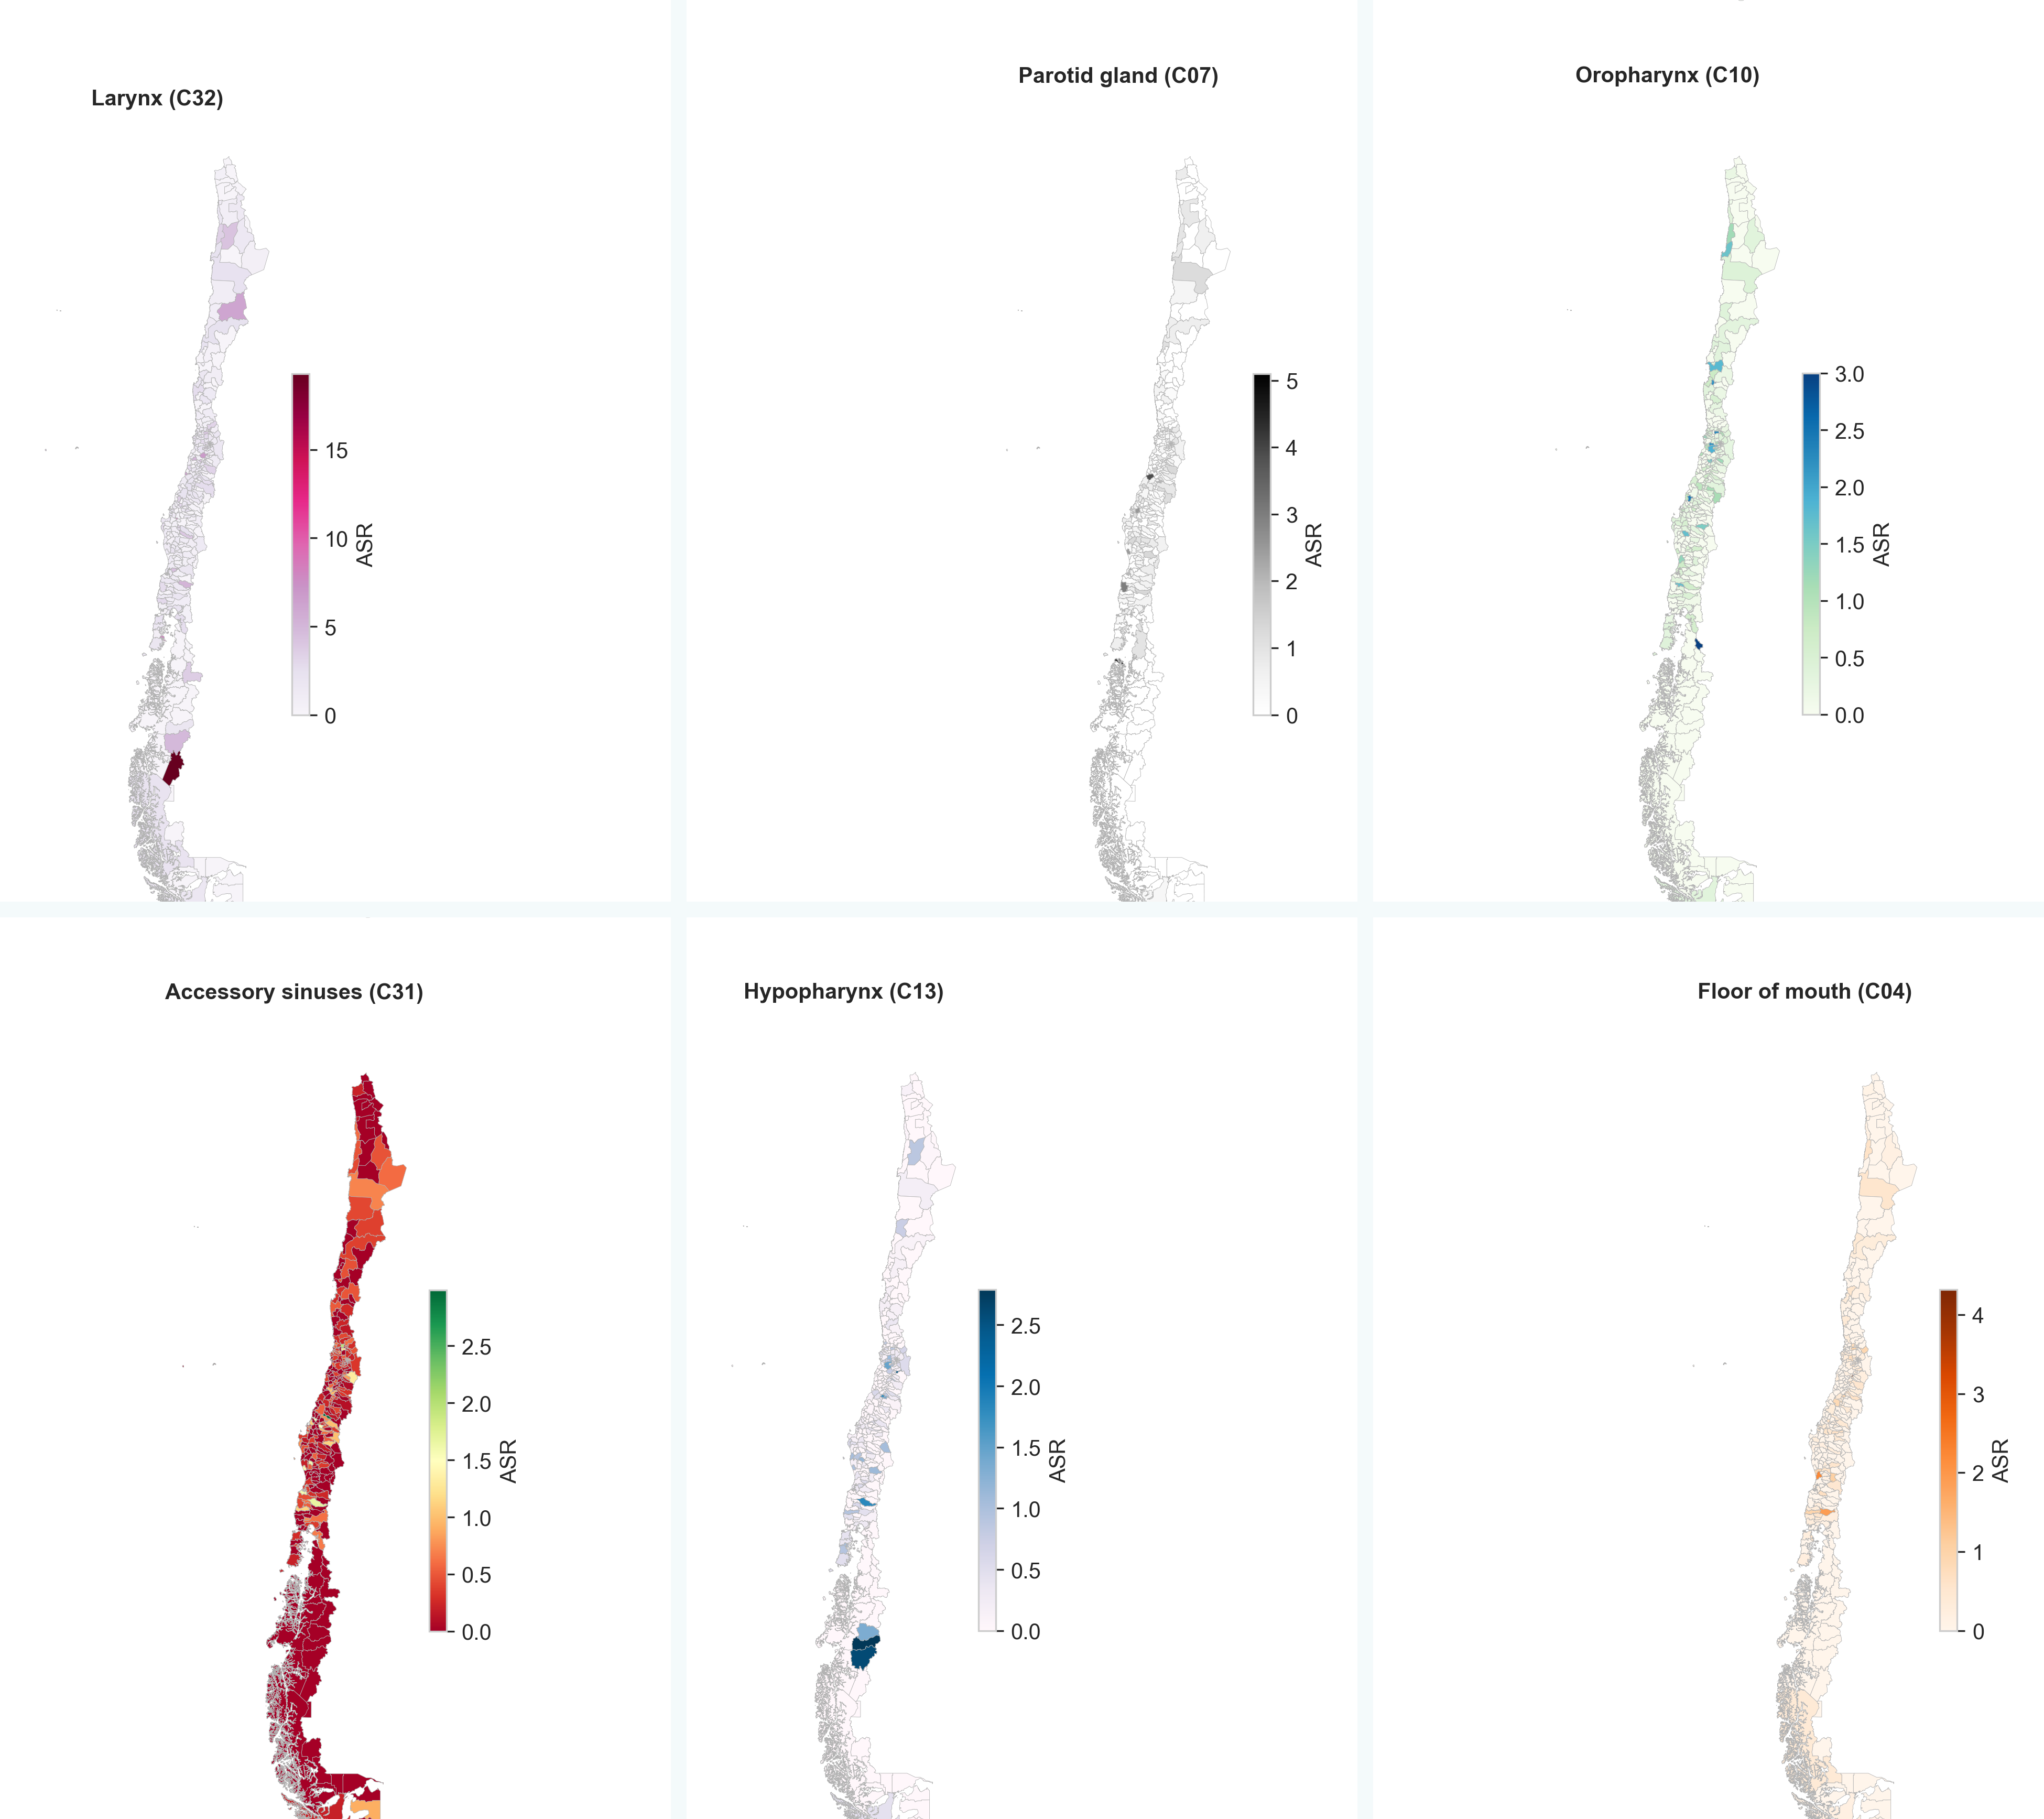 Larynx (C32)
15
10
5
0
ASR
Parotid gland (C07)
5
4
3
2
1
0
ASR
Oropharynx (C10)
3.0
2.5
2.0
1.5
1.0
0.5
0.0
ASR
Accessory sinuses (C31)
2.5
2.0
1.5
1.0
0.5
0.0
ASR
Hypopharynx (C13)
2.5
2.0
1.5
1.0
0.5
0.0
ASR
Floor of mouth (C04)
4
3
2
1
0
ASR